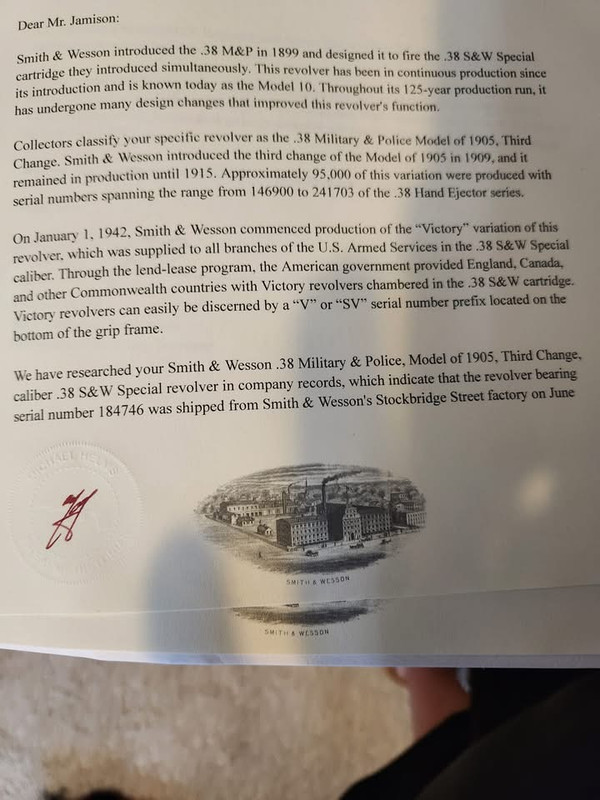 Dear Mr. Jamison:
Smith & Wesson introduced the .38 M&P in 1899 and designed it to fire the .38 S&W Special
cartridge they introduced simultaneously. This revolver has been in continuous production since
its introduction and is known today as the Model 10. Throughout its 125-year production run, it
has undergone many design changes that improved this revolver's function.
Collectors classify your specific revolver as the .38 Military & Police Model of 1905, Third
Change. Smith & Wesson introduced the third change of the Model of 1905 in 1909, and it
remained in production until 1915. Approximately 95,000 of this variation were produced with
serial numbers spanning the range from 146900 to 241703 of the .38 Hand Ejector series.
On January 1, 1942, Smith & Wesson commenced production of the “Victory” variation of this
revolver, which was supplied to all branches of the U.S. Armed Services in the .38 S&W Special
caliber. Through the lend-lease program, the American government provided England, Canada,
and other Commonwealth countries with Victory revolvers chambered in the .38 S&W cartridge.
Victory revolvers can easily be discerned by a “V” or “SV” serial number prefix located on the
bottom of the grip frame.
We have researched your Smith & Wesson .38 Military & Police, Model of 1905, Third Change,
caliber .38 S&W Special revolver in company records, which indicate that the revolver bearing
serial number 184746 was shipped from Smith & Wesson's Stockbridge Street factory on June
SMITH & WESSON
SMITH & WESSON